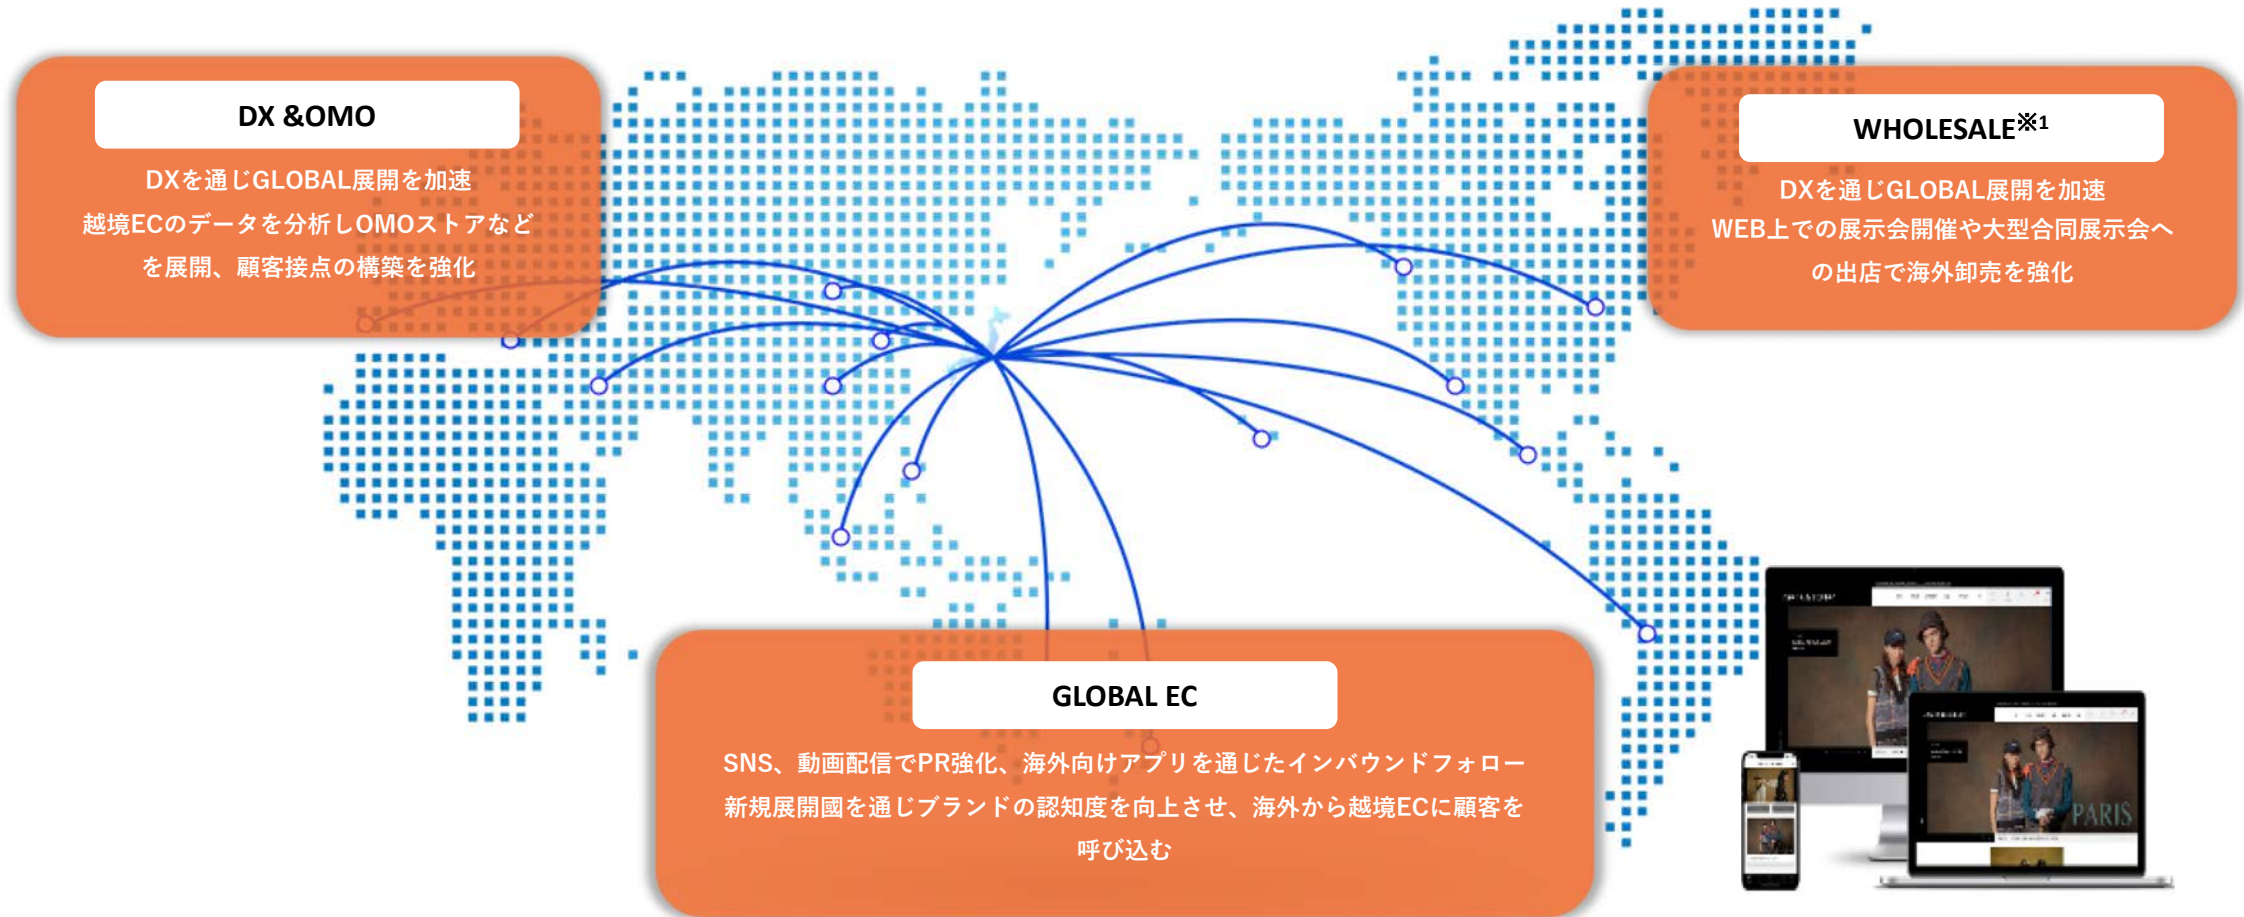 DX &OMO
DXを通じGLOBAL展開を加速
越境ECのデータを分析しOMOストアなど
を展開、顧客接点の構築を強化
WHOLESALE※1
DXを通じGLOBAL展開を加速
WEB上での展示会開催や大型合同展示会へ
の出店で海外卸売を強化
GLOBAL EC
SNS、動画配信でPR強化、海外向けアプリを通じたインバウンドフォロー
新規展開國を通じブランドの認知度を向上させ、海外から越境ECに顧客を
呼び込む
PARIS